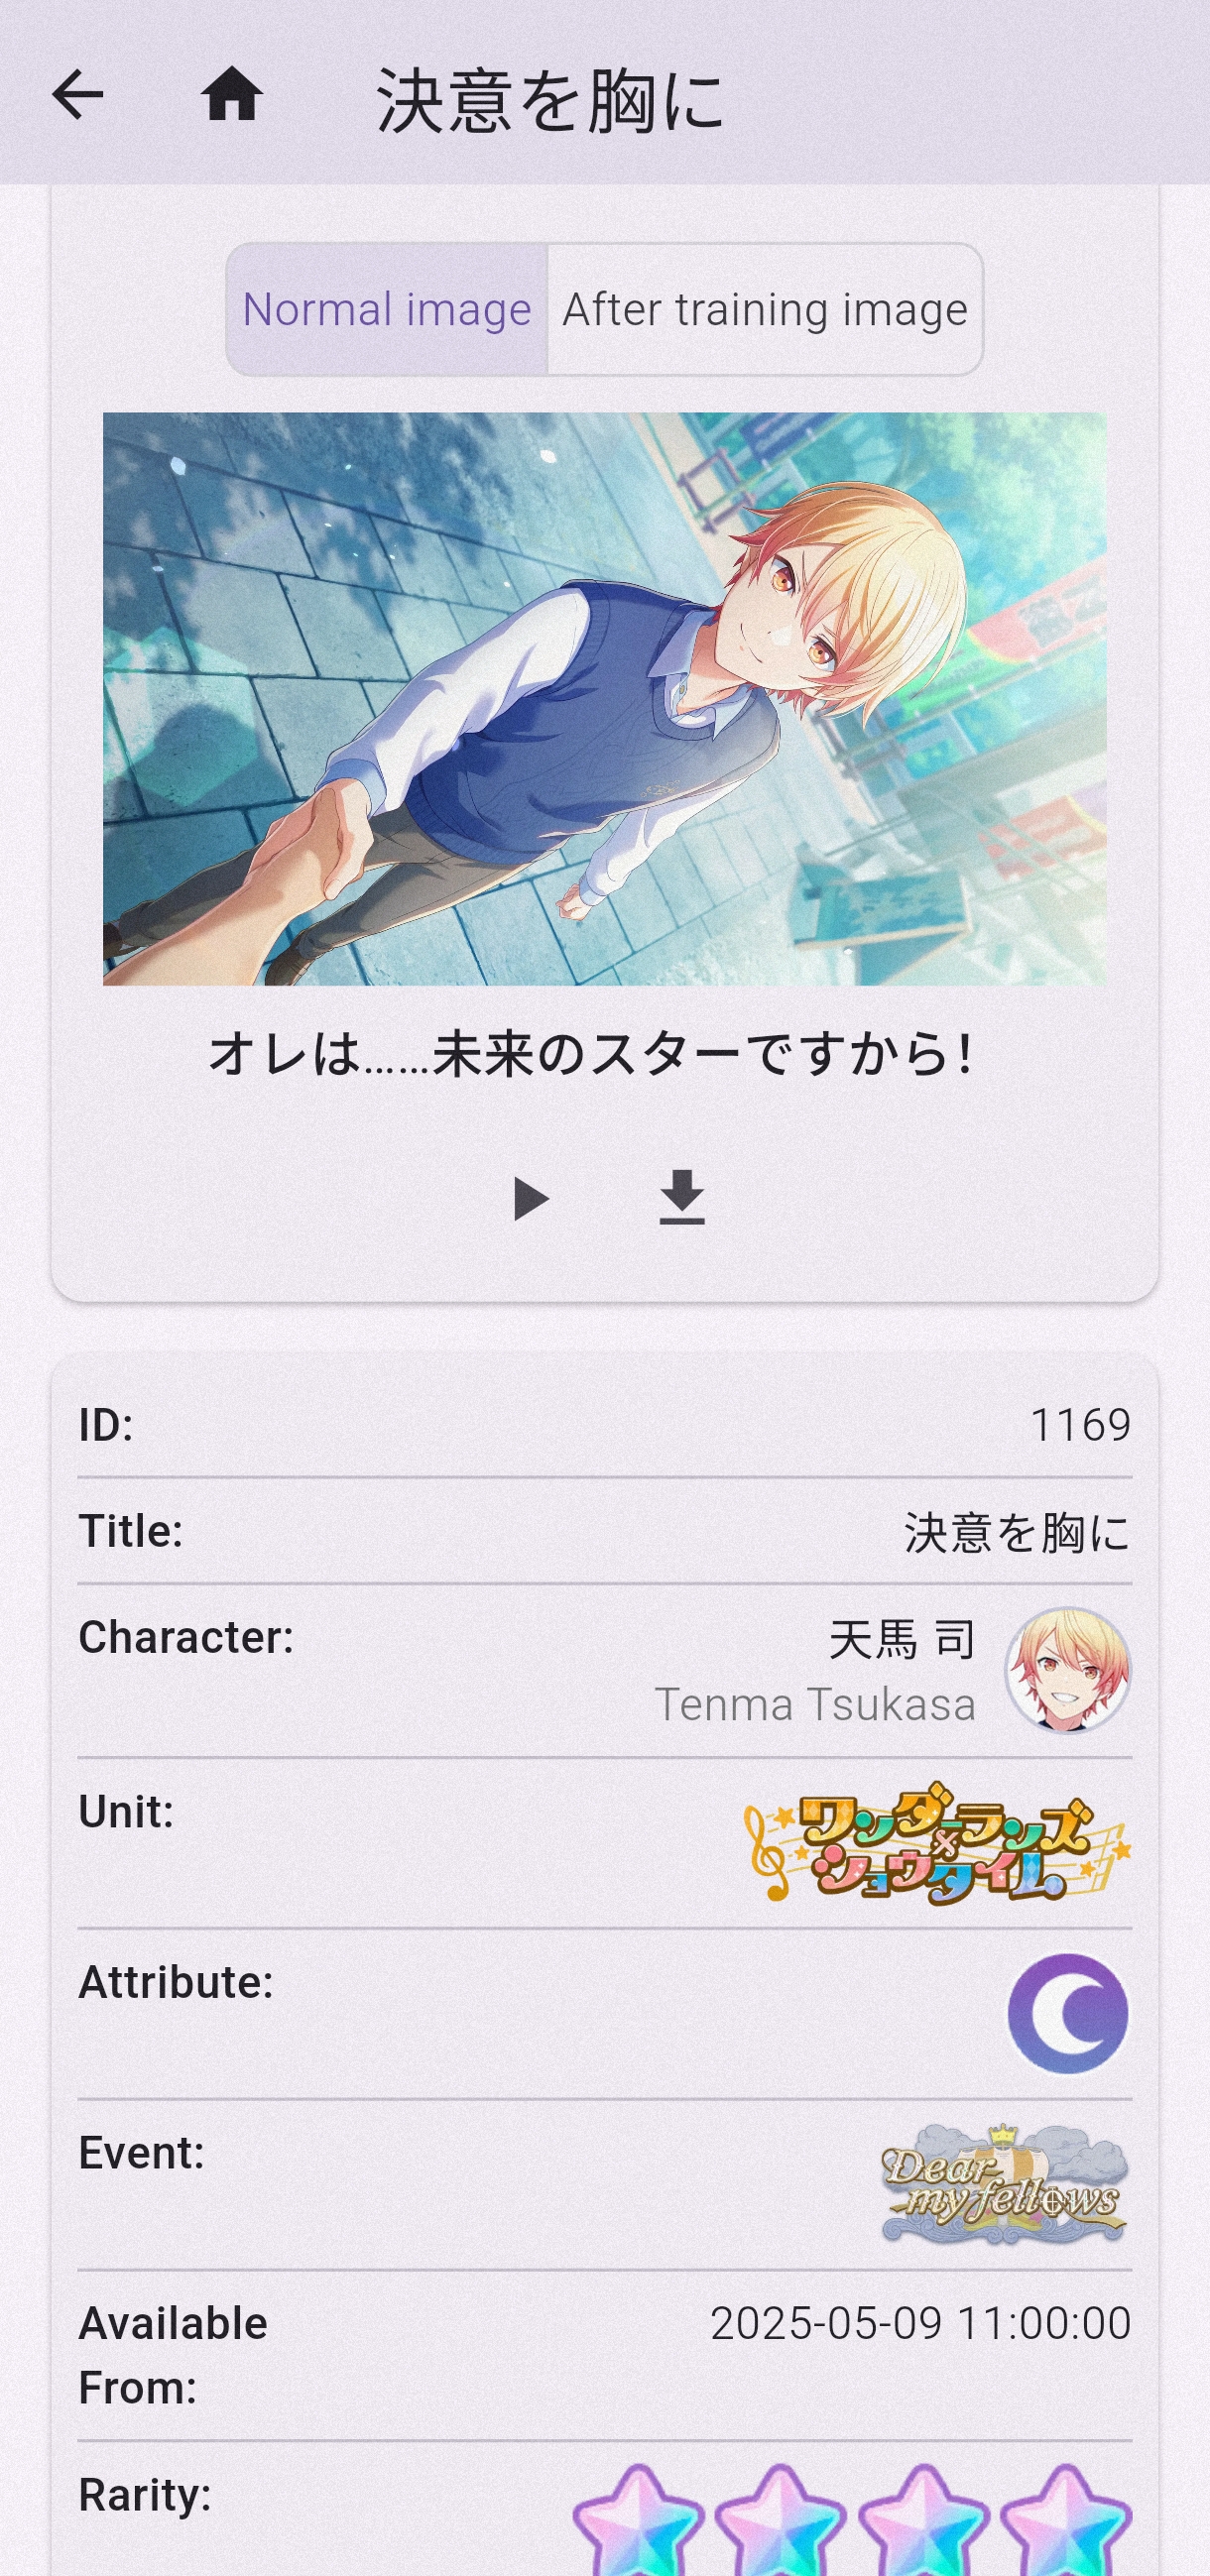 決意を胸に
Normal image
After training image
オレは……未来のスターですから！
ID:
1169
Title:
決意を胸に
Character:
天馬 司
Tenma Tsukasa
Unit:
ワンダーランズ
×
ショウタイム
Attribute:
Event:
Dear
my fellows
Available
From:
2025-05-09 11:00:00
Rarity: